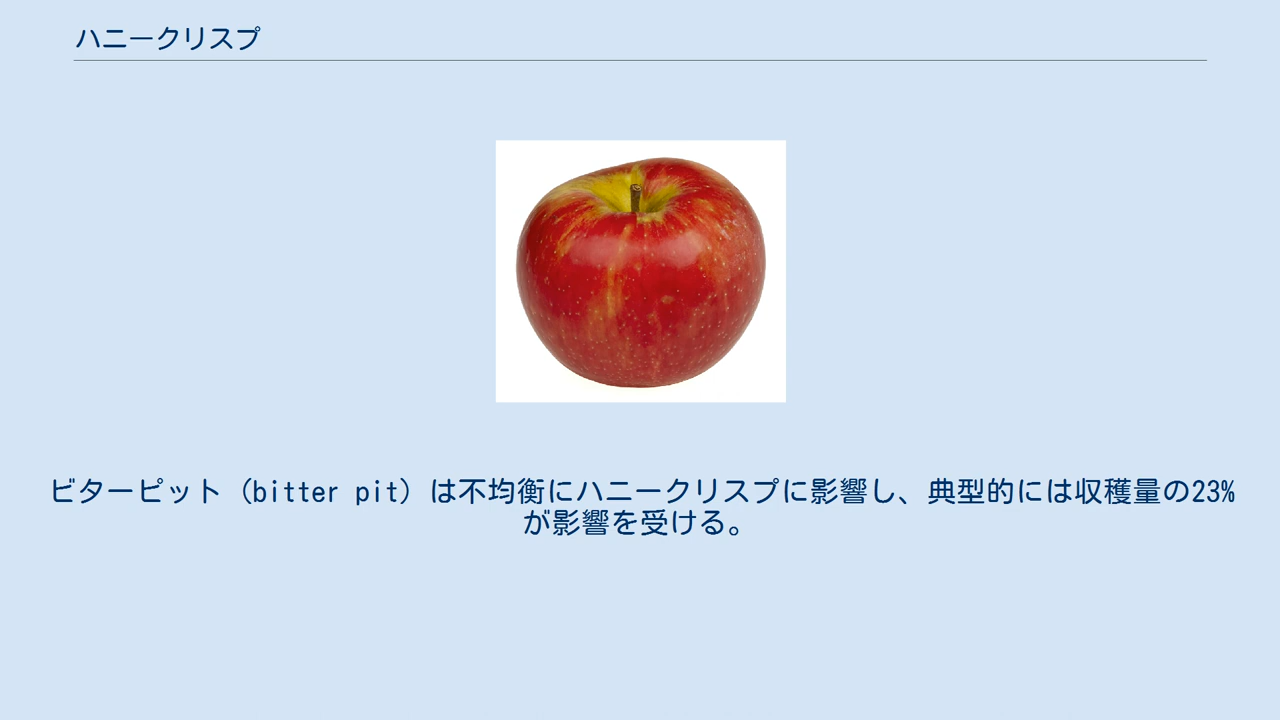 ハニークリスプ
ビターピット（bitter pit）は不均衡にハニークリスプに影響し、典型的には収穫量の23%
が影響を受ける。